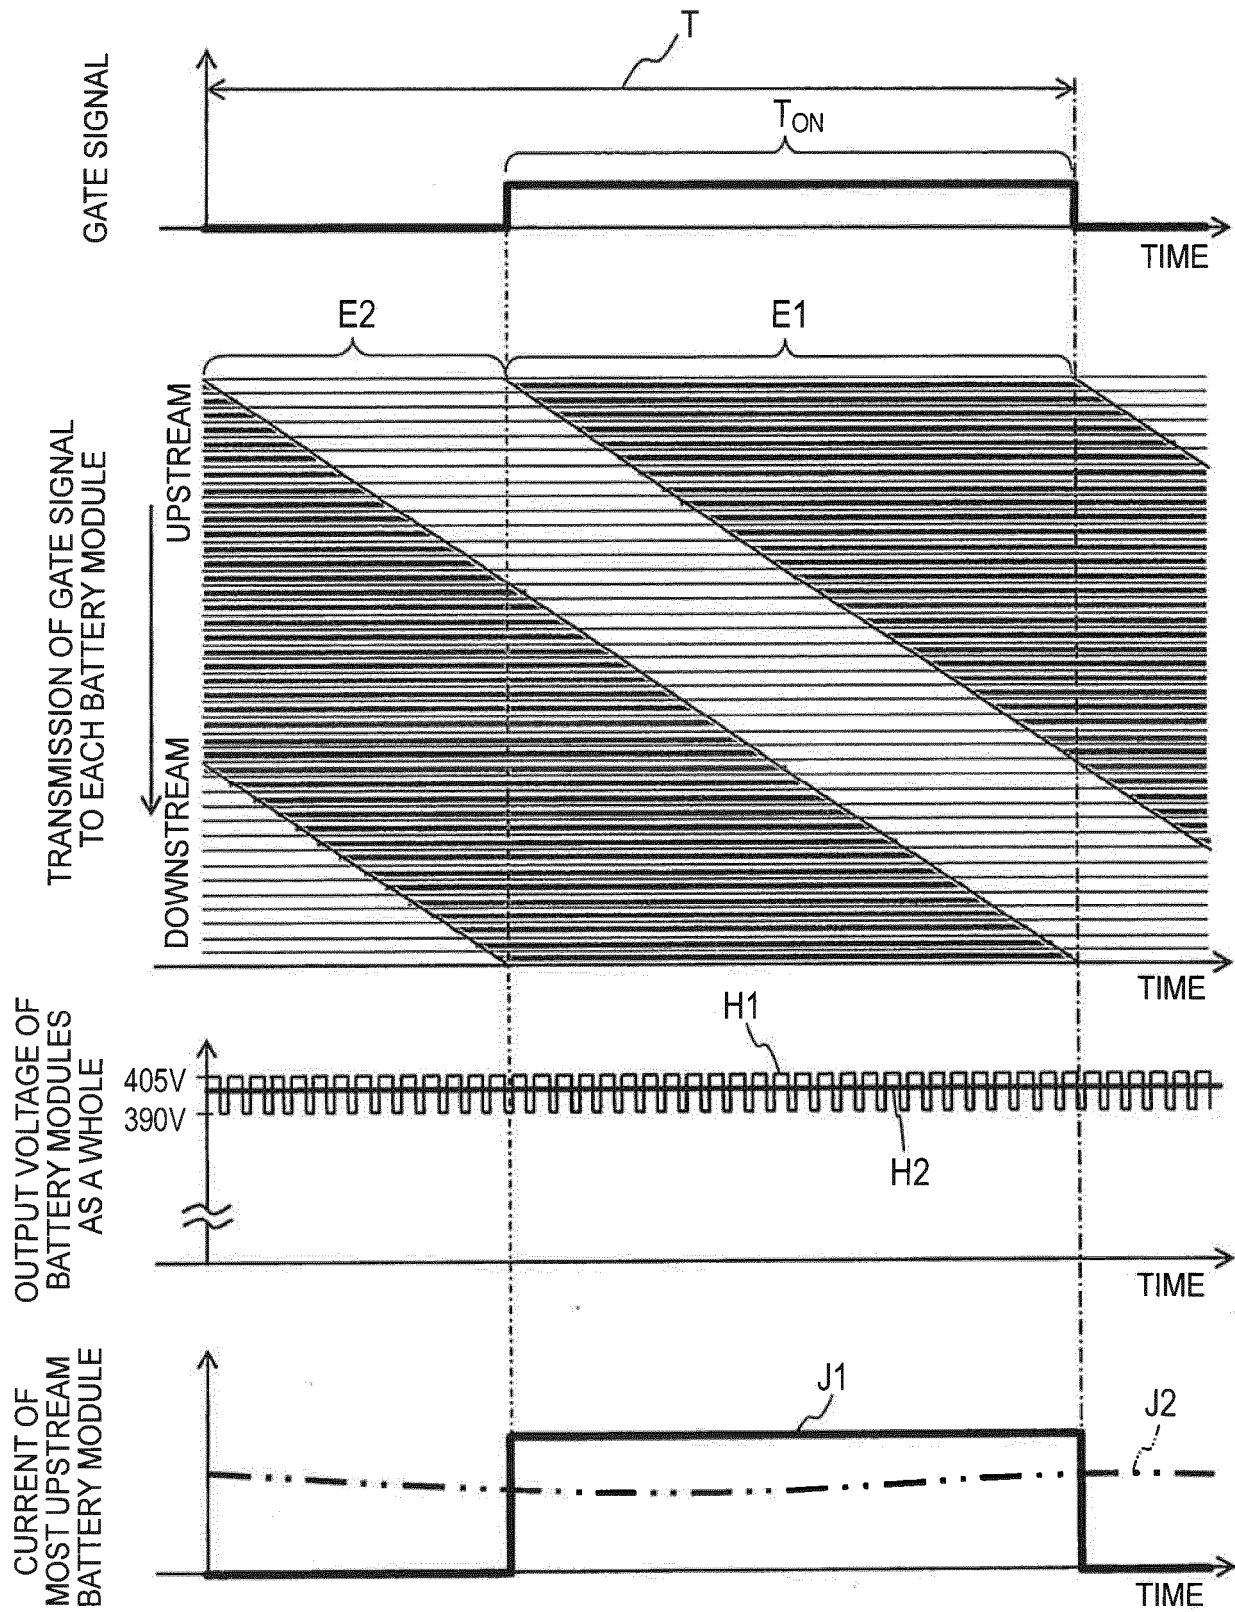 T
GATE SIGNAL
TON
TIME
E2
E1
TRANSMISSION OF GATE SIGNAL
TO EACH BATTERY MODULE
UPSTREAM
DOWNSTREAM
TIME
OUTPUT VOLTAGE OF
BATTERY MODULES
AS A WHOLE
H1
405V
390V
H2
TIME
CURRENT OF
MOST UPSTREAM
BATTERY MODULE
J1
J2
TIME